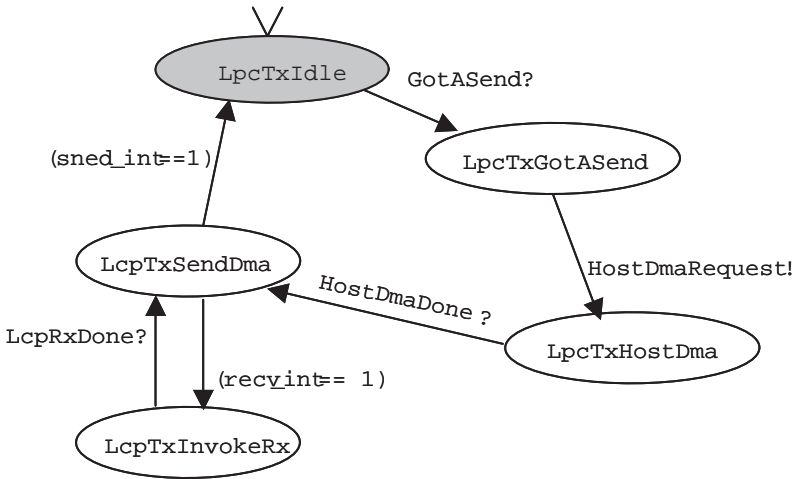 LpcTxIdle
GotASend?
(sned_int==1)
LpcTxGotASend
LcpTxSendDma
HostDmaDone ?
HostDmaRequest!
LcpRxDone?
LpcTxHostDma
(recv_int== 1)
LcpTxInvokeRx